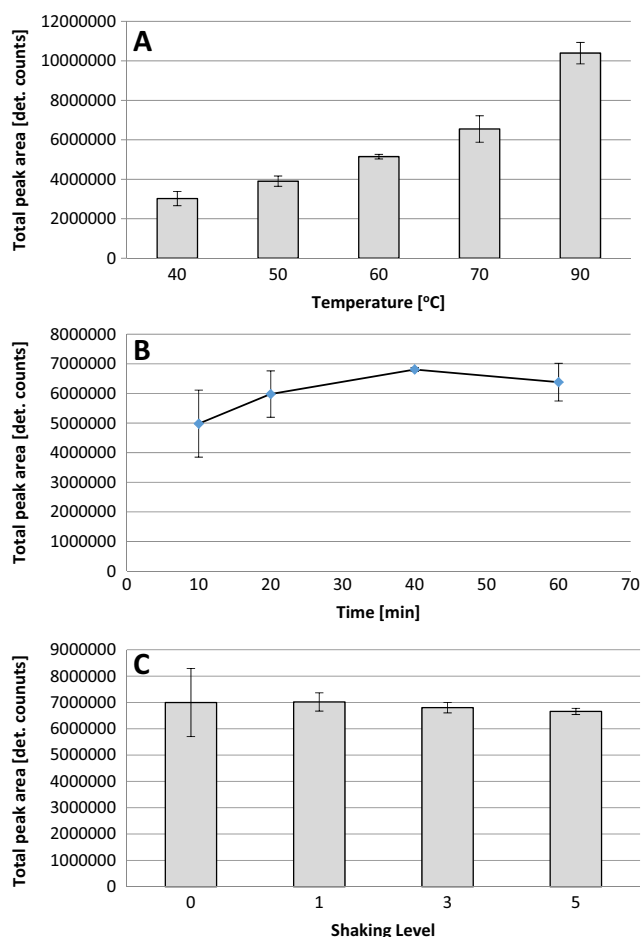 A
Total peak area [det. counts]
12000000
10000000
8000000
6000000
4000000
2000000
0
40 50 60 70 90
Temperature [°C]
B
Total peak area [det. counts]
8000000
7000000
6000000
5000000
4000000
3000000
2000000
1000000
0
0 10 20 30 40 50 60 70
Time [min]
C
Total peak area [det. counuts]
9000000
8000000
7000000
6000000
5000000
4000000
3000000
2000000
1000000
0
0 1 3 5
Shaking Level